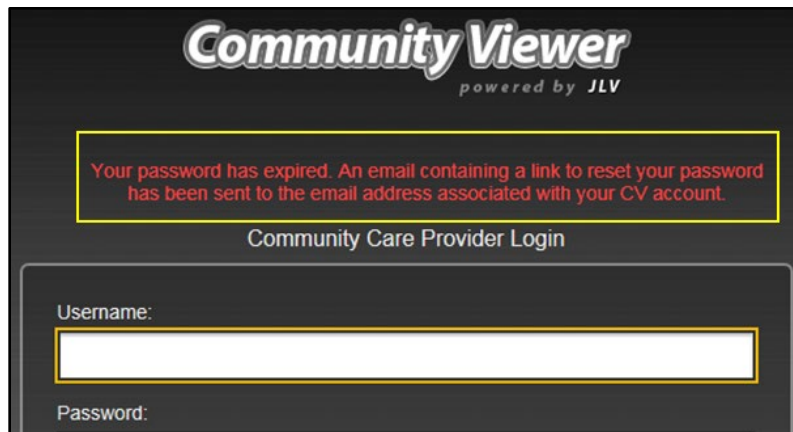 Community Viewer
powered by JLV
Your password has expired. An email containing a link to reset your password
has been sent to the email address associated with your CV account.
Community Care Provider Login
Username:
Password: